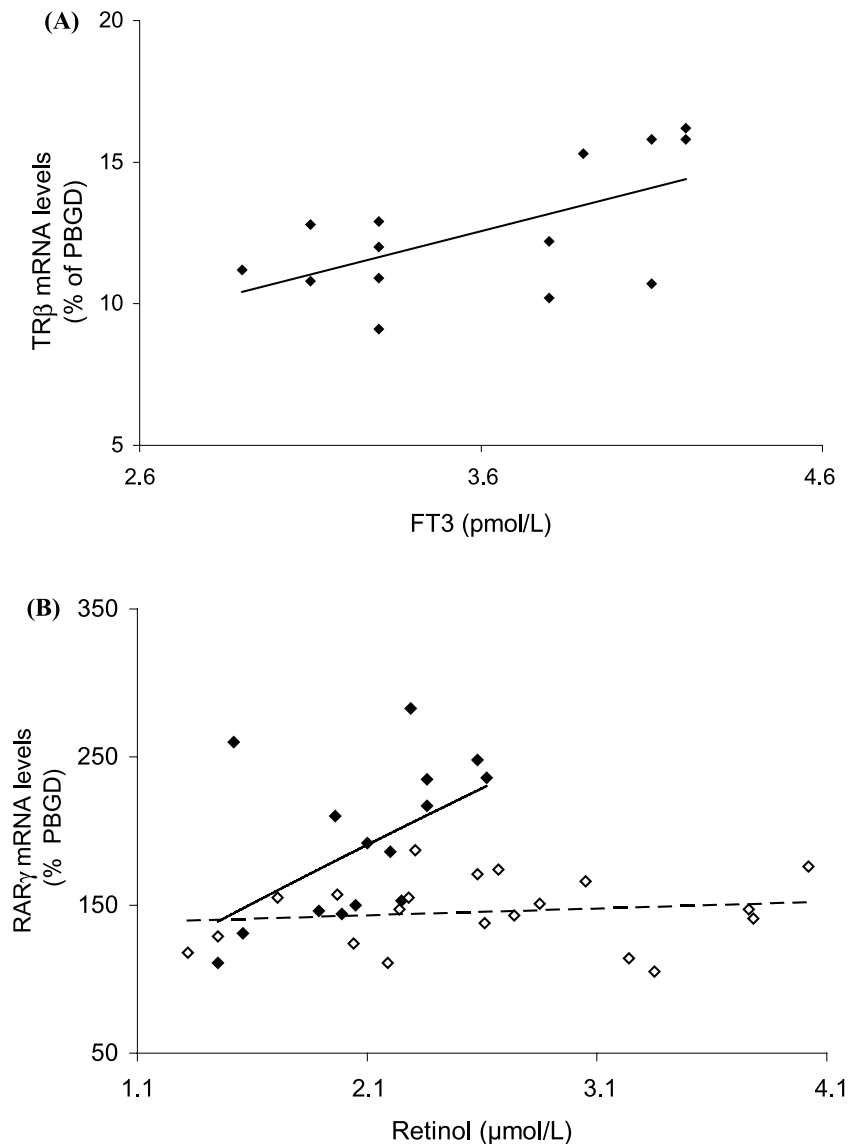 (A)
20
15
10
5
TRβ mRNA levels
(% of PBGD)
2.6 3.6 4.6
FT3 (pmol/L)
(B)
350
250
150
50
RARγ mRNA levels
(% PBGD)
1.1 2.1 3.1 4.1
Retinol (μmol/L)